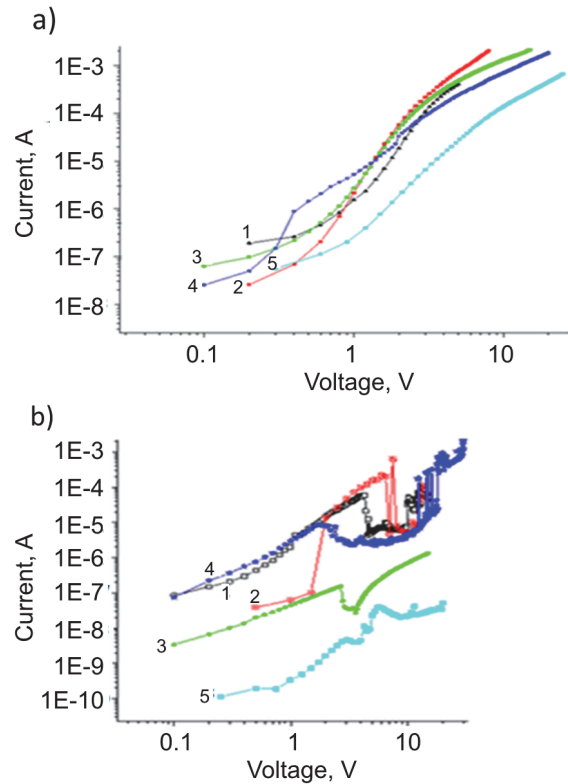 a)
Current, A
1E-3
1E-4
1E-5
1E-6
1E-7
1E-8
1
3
5
4
2
0.1
1
10
Voltage, V
b)
Current, A
1E-3
1E-4
1E-5
1E-6
1E-7
1E-8
1E-9
1E-10
4
1
2
3
5
0.1
1
10
Voltage, V